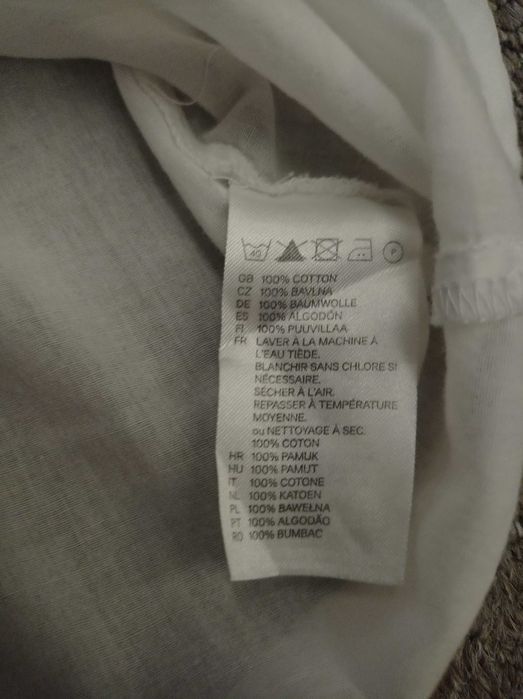 40 P
GB 100% COTTON
CZ 100% BAVLNA
DE 100% BAUMWOLLE
ES 100% ALGODÓN
FI 100% PUUVILLAA
FR LAVER À LA MACHINE À
L'EAU TIÈDE.
BLANCHIR SANS CHLORE SI
NÉCESSAIRE.
SÉCHER À L'AIR.
REPASSER À TEMPÉRATURE
MOYENNE.
ou NETTOYAGE À SEC.
100% COTON
HR 100% PAMUK
HU 100% PAMUT
IT 100% COTONE
NL 100% KATOEN
PL 100% BAWEŁNA
PT 100% ALGODÃO
RO 100% BUMBAC